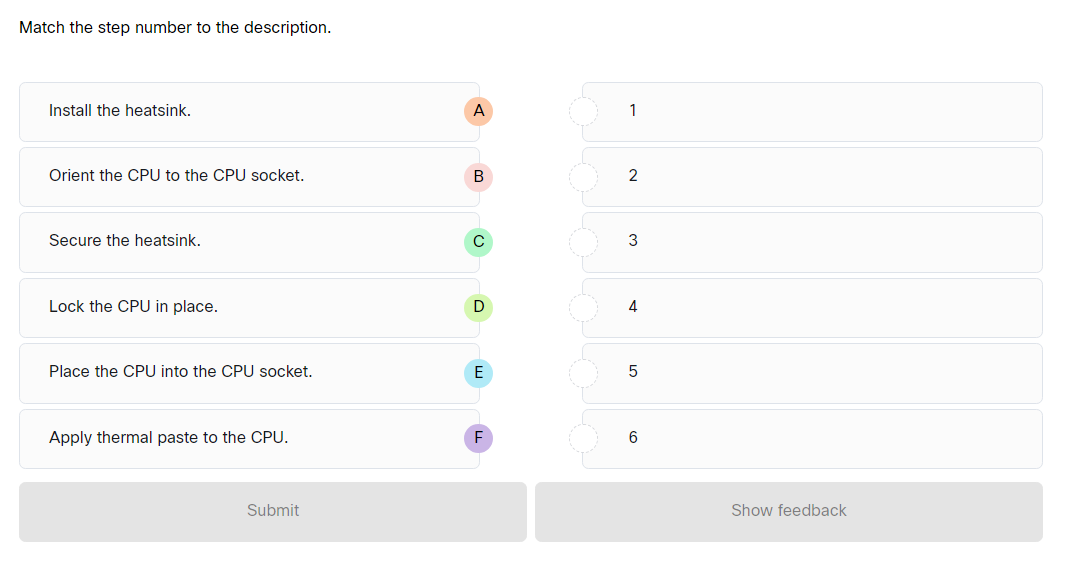 Match the step number to the description.
Install the heatsink. A 1
Orient the CPU to the CPU socket. B 2
Secure the heatsink. C 3
Lock the CPU in place. D 4
Place the CPU into the CPU socket. E 5
Apply thermal paste to the CPU. F 6
Submit Show feedback